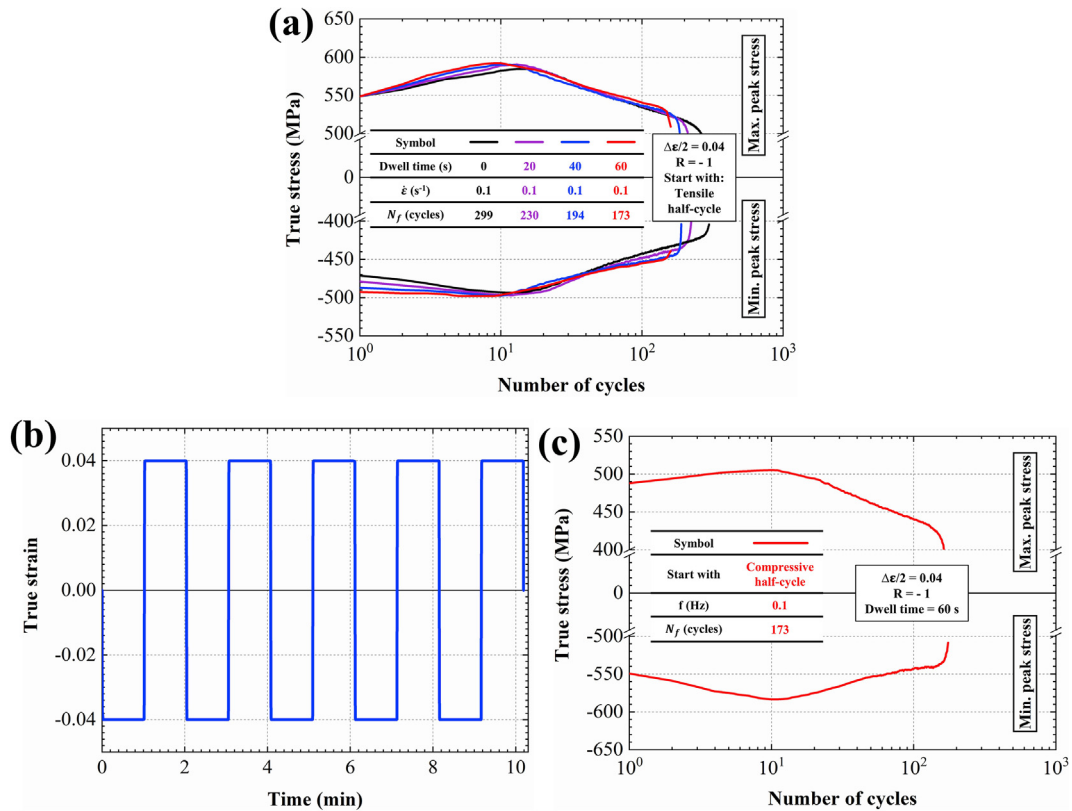 (a)
650
600
550
500
0
-400
-450
-500
-550
True stress (MPa)
Max. peak stress
Min. peak stress
Symbol
Dwell time (s) 0 20 40 60
ε̇ (s⁻¹) 0.1 0.1 0.1 0.1
N_f (cycles) 299 230 194 173
Δε/2 = 0.04
R = - 1
Start with:
Tensile
half-cycle
10⁰ 10¹ 10² 10³
Number of cycles
(b)
0.04
0.02
0.00
-0.02
-0.04
True strain
0 2 4 6 8 10
Time (min)
(c)
550
500
450
400
0
-500
-550
-600
-650
True stress (MPa)
Max. peak stress
Min. peak stress
Symbol
Start with Compressive
half-cycle
f (Hz) 0.1
N_f (cycles) 173
Δε/2 = 0.04
R = - 1
Dwell time = 60 s
10⁰ 10¹ 10² 10³
Number of cycles